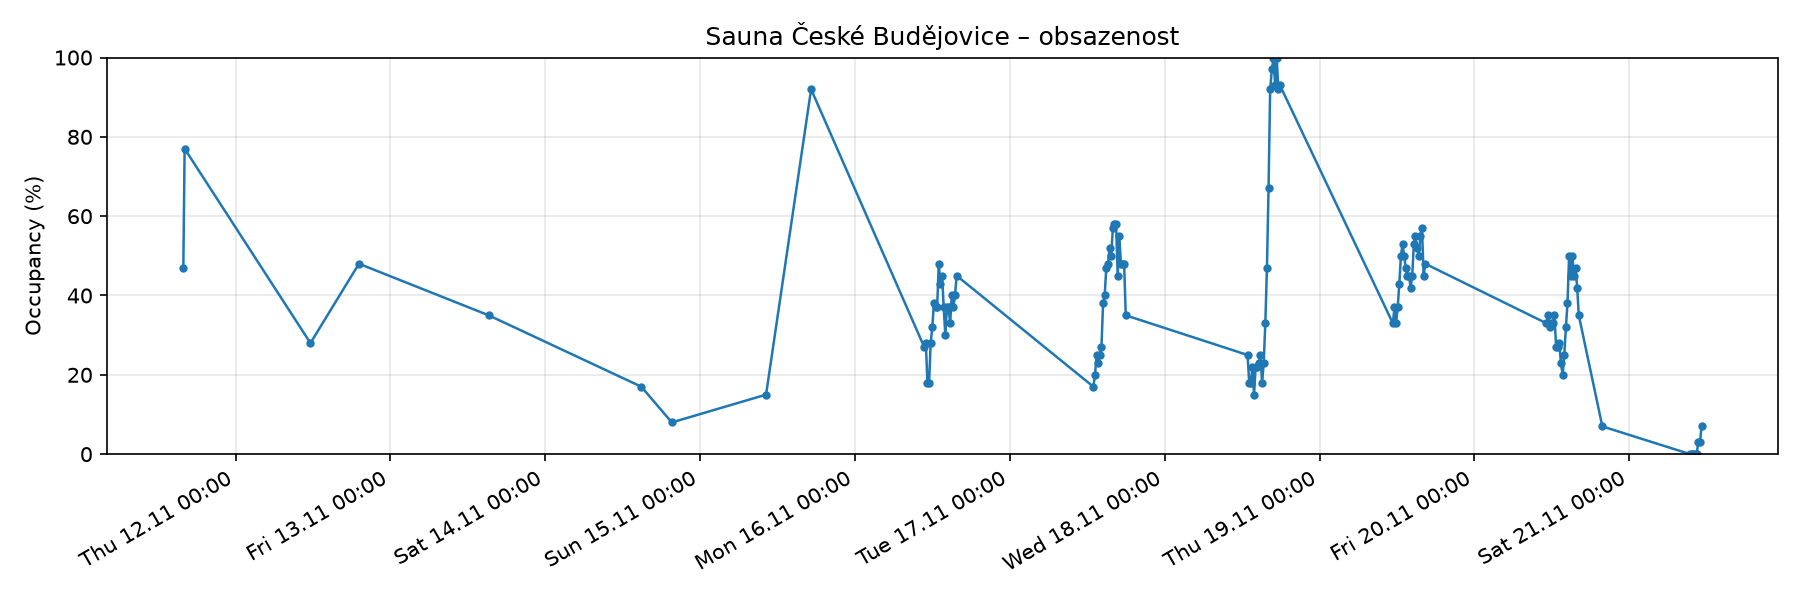 Sauna České Budějovice – obsazenost
Occupancy (%)
100
80
60
40
20
0
Thu 12.11 00:00
Fri 13.11 00:00
Sat 14.11 00:00
Sun 15.11 00:00
Mon 16.11 00:00
Tue 17.11 00:00
Wed 18.11 00:00
Thu 19.11 00:00
Fri 20.11 00:00
Sat 21.11 00:00